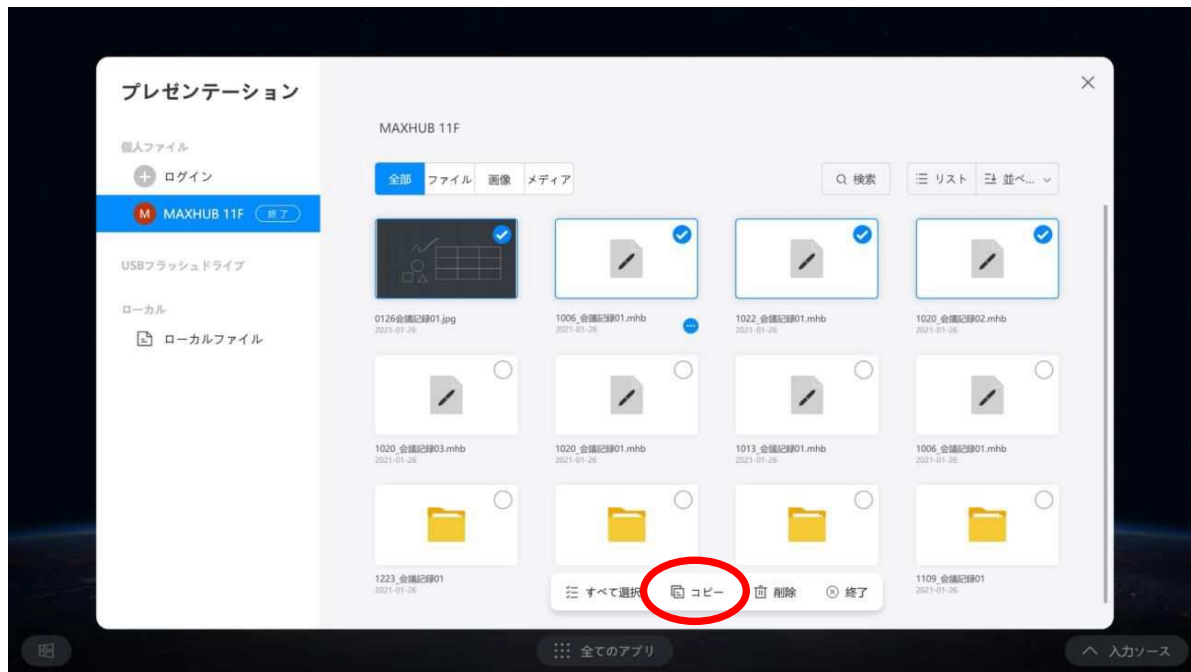 プレゼンテーション
個人ファイル
ログイン
M MAXHUB 11F 終了
USBフラッシュドライブ
ローカル
ローカルファイル
MAXHUB 11F
全部 ファイル 画像 メディア 検索 リスト 並べ...
0126会議記録01.jpg 1006_会議記録01.mhb 1022_会議記録01.mhb 1020_会議記録02.mhb
2021-01-26 2021-01-26 2021-01-26 2021-01-26
1020_会議記録03.mhb 1020_会議記録01.mhb 1013_会議記録01.mhb 1006_会議記録01.mhb
2021-01-26 2021-01-26 2021-01-26 2021-01-26
1223_会議記録01 1109_会議記録01
2021-01-26 2021-01-26
すべて選択 コピー 削除 終了
全てのアプリ 入力ソース